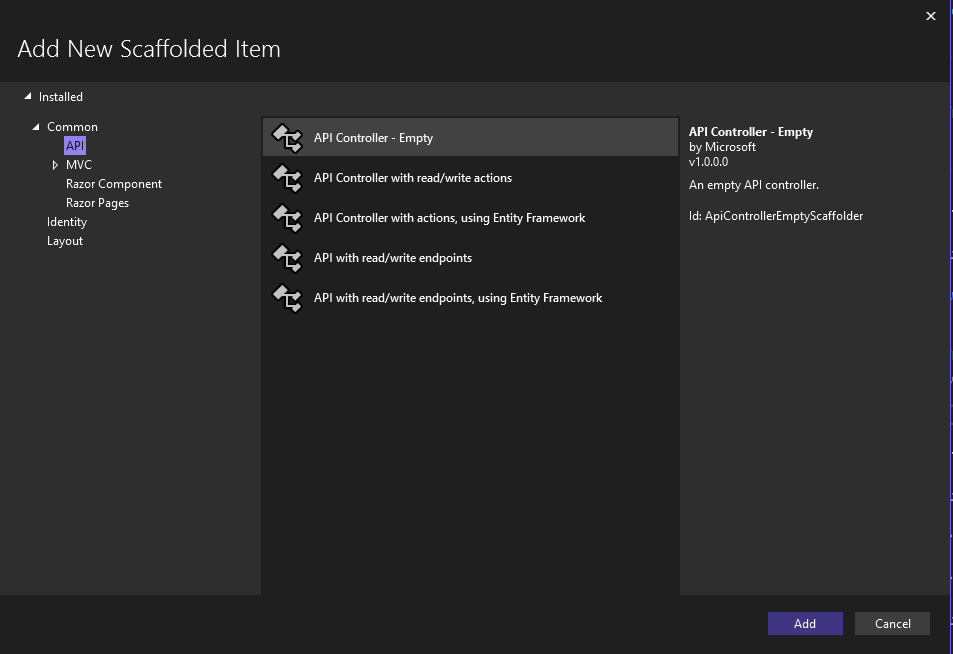 Add New Scaffolded Item
Installed
Common
API
MVC
Razor Component
Razor Pages
Identity
Layout
API Controller - Empty
API Controller with read/write actions
API Controller with actions, using Entity Framework
API with read/write endpoints
API with read/write endpoints, using Entity Framework
API Controller - Empty
by Microsoft
v1.0.0.0
An empty API controller.
Id: ApiControllerEmptyScaffolder
Add
Cancel